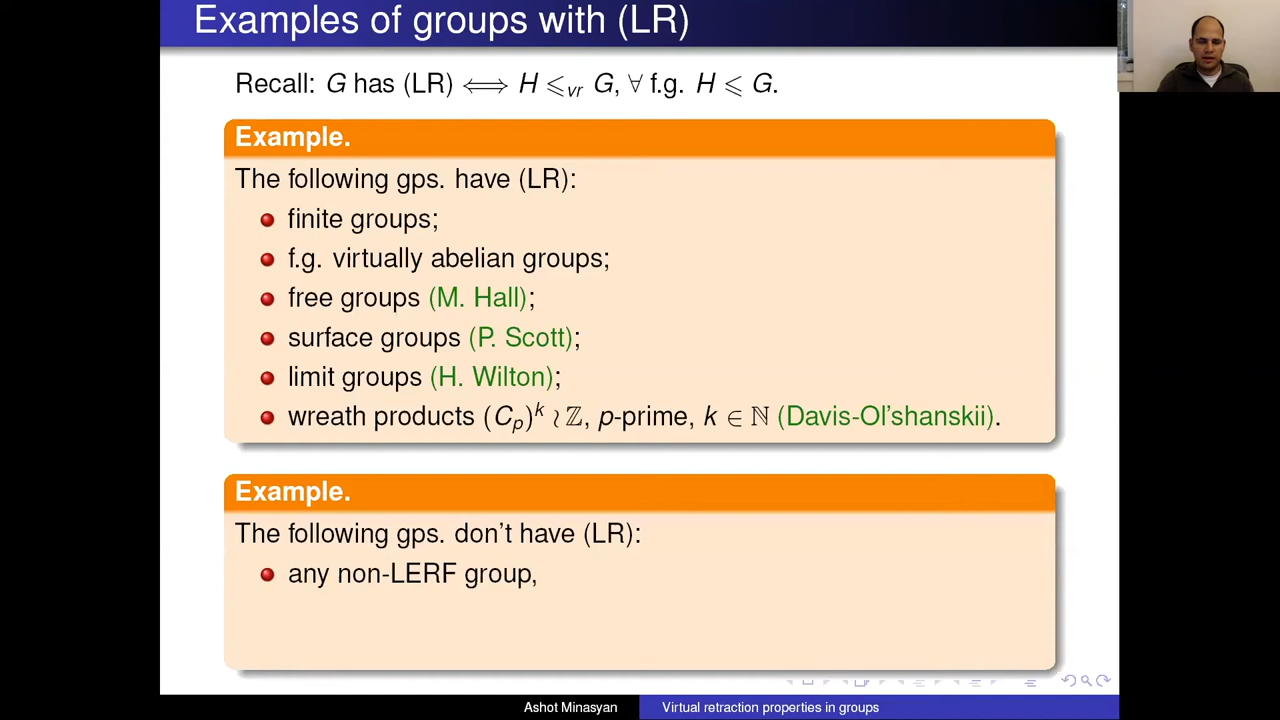 Examples of groups with (LR)
Recall: G has (LR) ⟺ H ⩽vr G, ∀ f.g. H ⩽ G.
Example.
The following gps. have (LR):
finite groups;
f.g. virtually abelian groups;
free groups (M. Hall);
surface groups (P. Scott);
limit groups (H. Wilton);
wreath products (Cp)^k ≀ ℤ, p-prime, k ∈ ℕ (Davis-Ol'shanskii).
Example.
The following gps. don't have (LR):
any non-LERF group,
Ashot Minasyan
Virtual retraction properties in groups